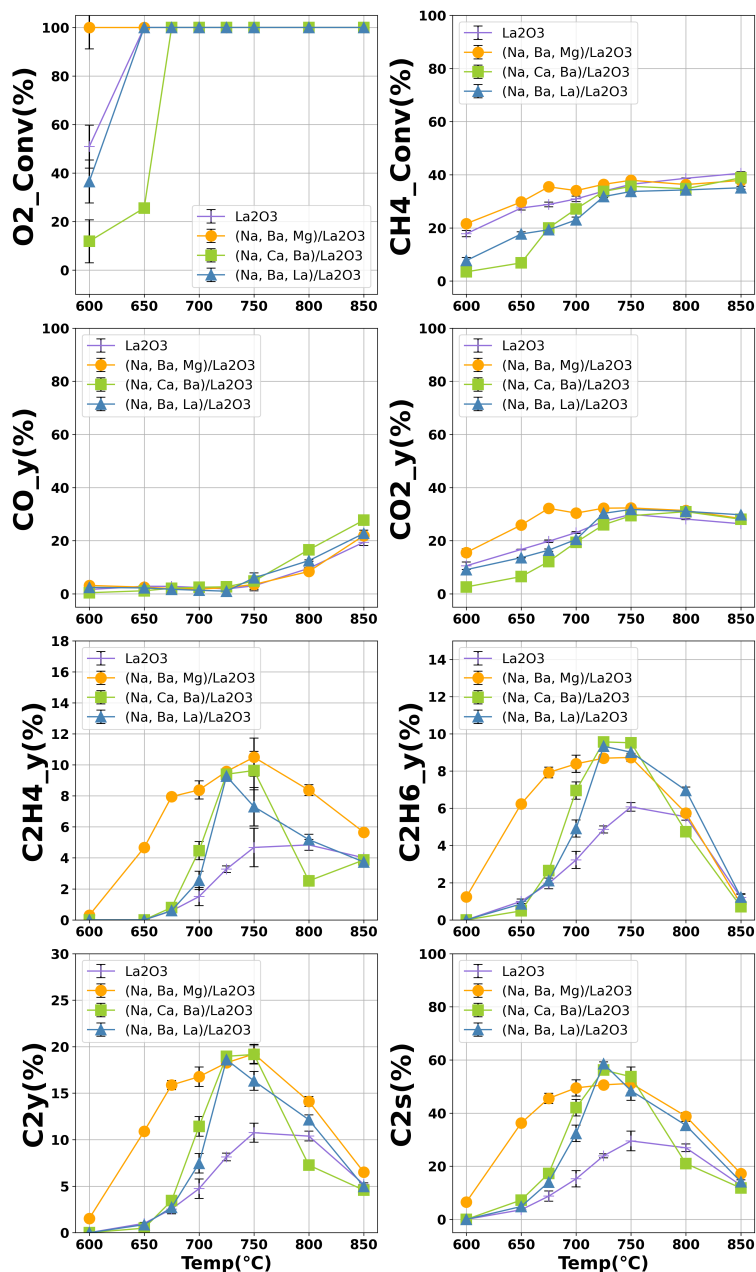 O2_Conv(%)
100
80
60
40
20
0
600 650 700 750 800 850
La2O3
(Na, Ba, Mg)/La2O3
(Na, Ca, Ba)/La2O3
(Na, Ba, La)/La2O3
CH4_Conv(%)
100
80
60
40
20
0
600 650 700 750 800 850
La2O3
(Na, Ba, Mg)/La2O3
(Na, Ca, Ba)/La2O3
(Na, Ba, La)/La2O3
CO_y(%)
100
80
60
40
20
0
600 650 700 750 800 850
La2O3
(Na, Ba, Mg)/La2O3
(Na, Ca, Ba)/La2O3
(Na, Ba, La)/La2O3
CO2_y(%)
100
80
60
40
20
0
600 650 700 750 800 850
La2O3
(Na, Ba, Mg)/La2O3
(Na, Ca, Ba)/La2O3
(Na, Ba, La)/La2O3
C2H4_y(%)
18
16
14
12
10
8
6
4
2
0
600 650 700 750 800 850
La2O3
(Na, Ba, Mg)/La2O3
(Na, Ca, Ba)/La2O3
(Na, Ba, La)/La2O3
C2H6_y(%)
14
12
10
8
6
4
2
0
600 650 700 750 800 850
La2O3
(Na, Ba, Mg)/La2O3
(Na, Ca, Ba)/La2O3
(Na, Ba, La)/La2O3
C2y(%)
30
25
20
15
10
5
0
600 650 700 750 800 850
Temp(°C)
La2O3
(Na, Ba, Mg)/La2O3
(Na, Ca, Ba)/La2O3
(Na, Ba, La)/La2O3
C2s(%)
100
80
60
40
20
0
600 650 700 750 800 850
Temp(°C)
La2O3
(Na, Ba, Mg)/La2O3
(Na, Ca, Ba)/La2O3
(Na, Ba, La)/La2O3